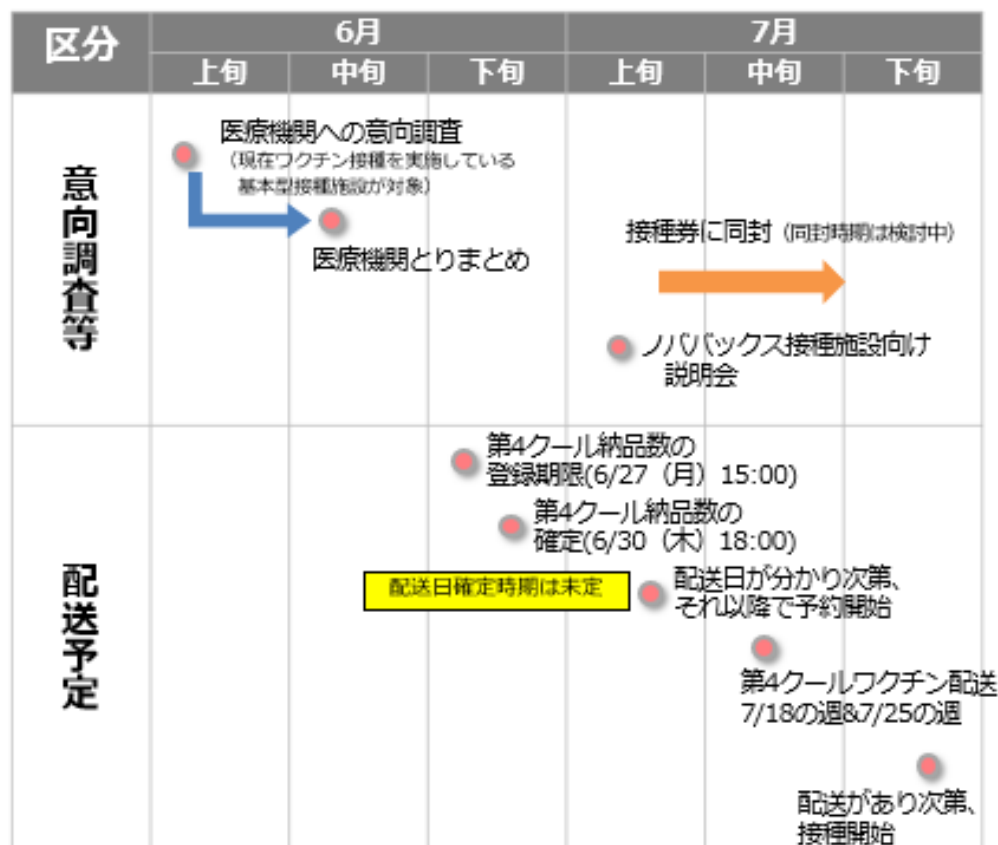 区分
6月
7月
上旬
中旬
下旬
上旬
中旬
下旬
意向調査等
医療機関への意向調査
（現在ワクチン接種を実施している
基本型接種施設が対象）
医療機関とりまとめ
接種券に同封（同封時期は検討中）
ノババックス接種施設向け
説明会
配送予定
第4クール納品数の
登録期限(6/27（月）15:00)
第4クール納品数の
確定(6/30（木）18:00)
配送日確定時期は未定
配送日が分かり次第、
それ以降で予約開始
第4クールワクチン配送
7/18の週&7/25の週
配送があり次第、
接種開始